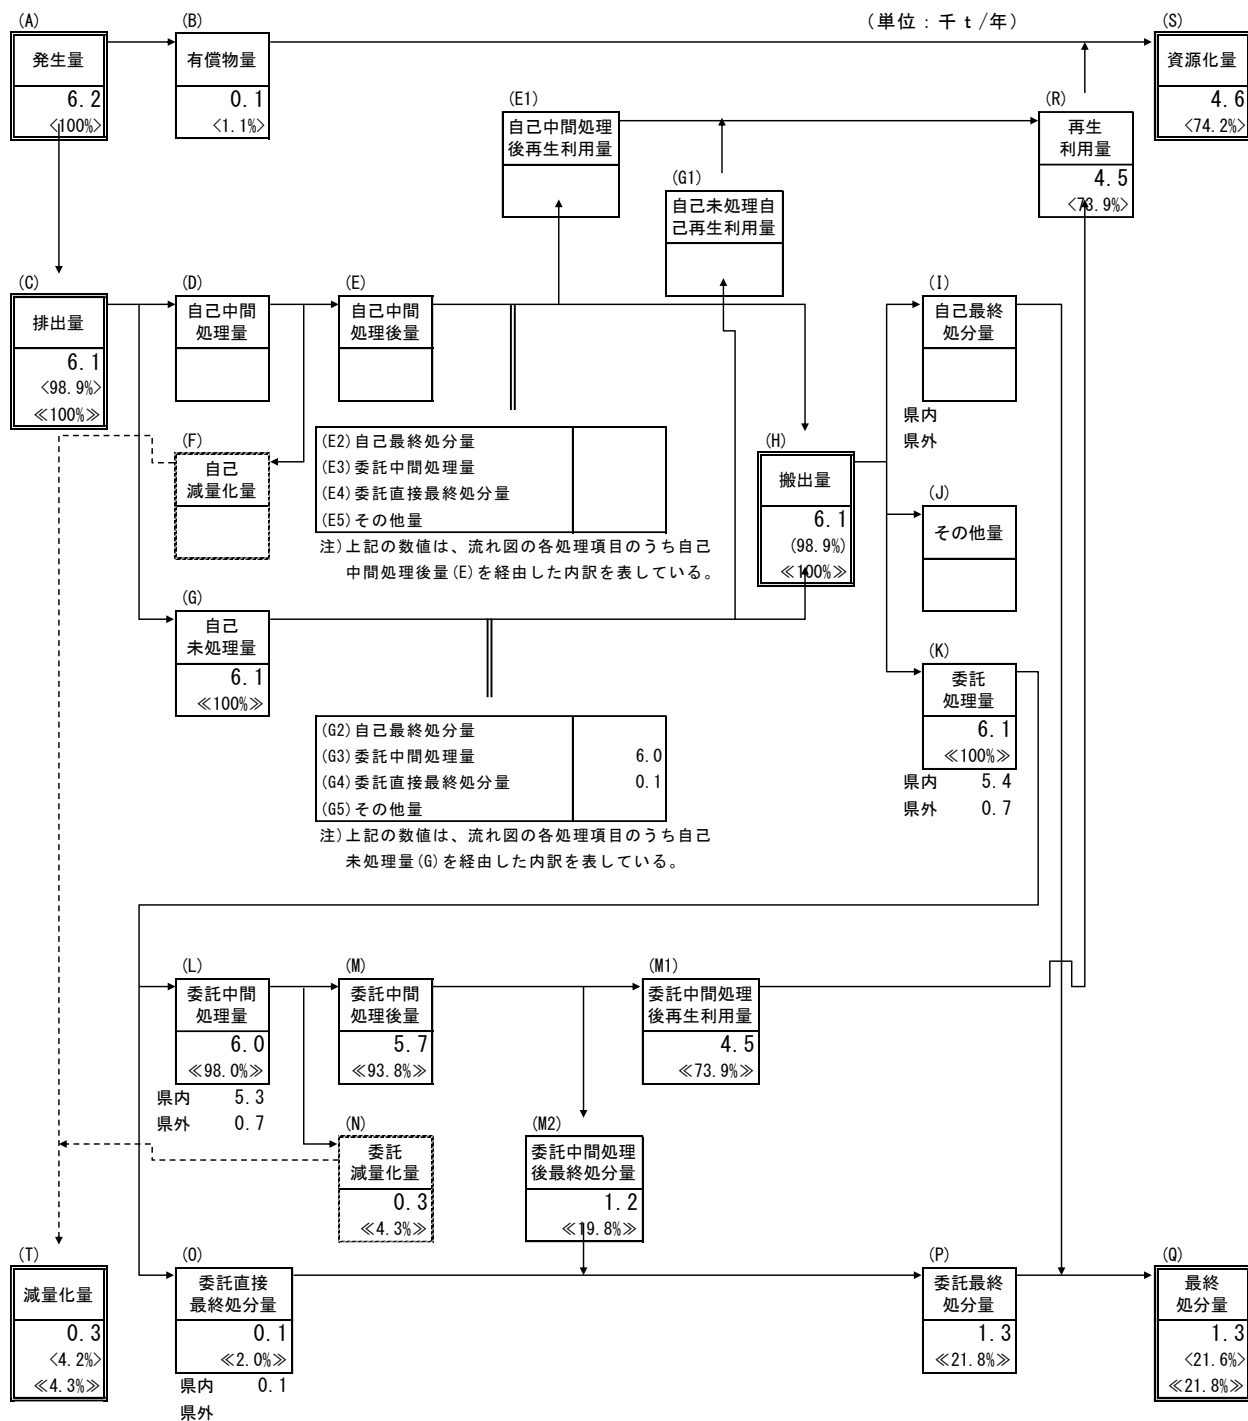 (単位：千ｔ/年)
(A)
発生量
6.2
<100%>
(B)
有償物量
0.1
<1.1%>
(S)
資源化量
4.6
<74.2%>
(E1)
自己中間処理
後再生利用量
(R)
再生
利用量
4.5
<73.9%>
(G1)
自己未処理自
己再生利用量
(C)
排出量
6.1
<98.9%>
≪100%≫
(D)
自己中間
処理量
(E)
自己中間
処理後量
(I)
自己最終
処分量
県内
県外
(F)
自己
減量化量
(E2)自己最終処分量
(E3)委託中間処理量
(E4)委託直接最終処分量
(E5)その他量
注)上記の数値は、流れ図の各処理項目のうち自己
中間処理後量(E)を経由した内訳を表している。
(H)
搬出量
6.1
(98.9%)
≪100%≫
(J)
その他量
(G)
自己
未処理量
6.1
≪100%≫
(K)
委託
処理量
6.1
≪100%≫
県内 5.4
県外 0.7
(G2)自己最終処分量
(G3)委託中間処理量 6.0
(G4)委託直接最終処分量 0.1
(G5)その他量
注)上記の数値は、流れ図の各処理項目のうち自己
未処理量(G)を経由した内訳を表している。
(L)
委託中間
処理量
6.0
≪98.0%≫
県内 5.3
県外 0.7
(M)
委託中間
処理後量
5.7
≪93.8%≫
(M1)
委託中間処理
後再生利用量
4.5
≪73.9%≫
(N)
委託
減量化量
0.3
≪4.3%≫
(M2)
委託中間処理
後最終処分量
1.2
≪19.8%≫
(T)
減量化量
0.3
<4.2%>
≪4.3%≫
(O)
委託直接
最終処分量
0.1
≪2.0%≫
県内 0.1
県外
(P)
委託最終
処分量
1.3
≪21.8%≫
(Q)
最終
処分量
1.3
<21.6%>
≪21.8%≫